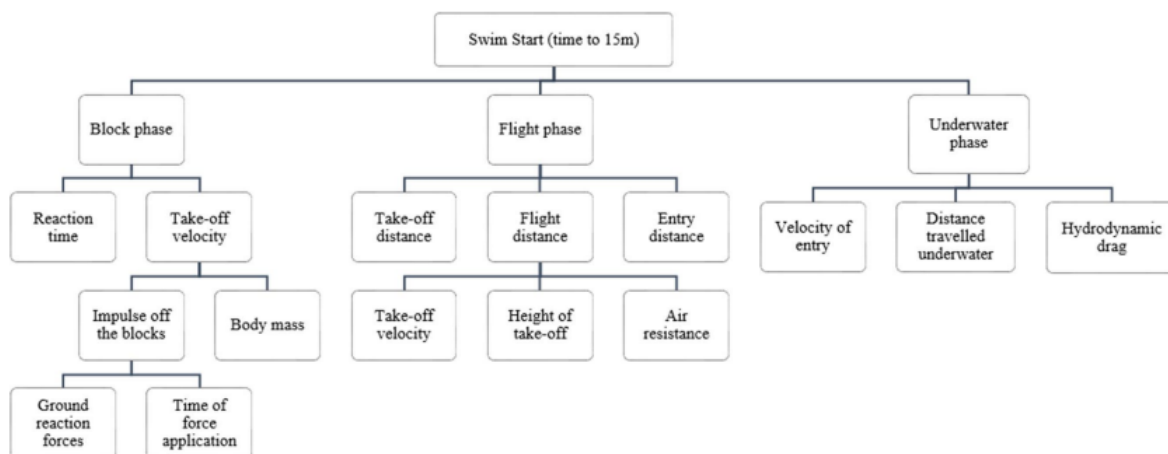 Swim Start (time to 15m)
Block phase
Flight phase
Underwater
phase
Reaction
time
Take-off
velocity
Take-off
distance
Flight
distance
Entry
distance
Velocity of
entry
Distance
travelled
underwater
Hydrodynamic
drag
Impulse off
the blocks
Body mass
Take-off
velocity
Height of
take-off
Air
resistance
Ground
reaction
forces
Time of
force
application